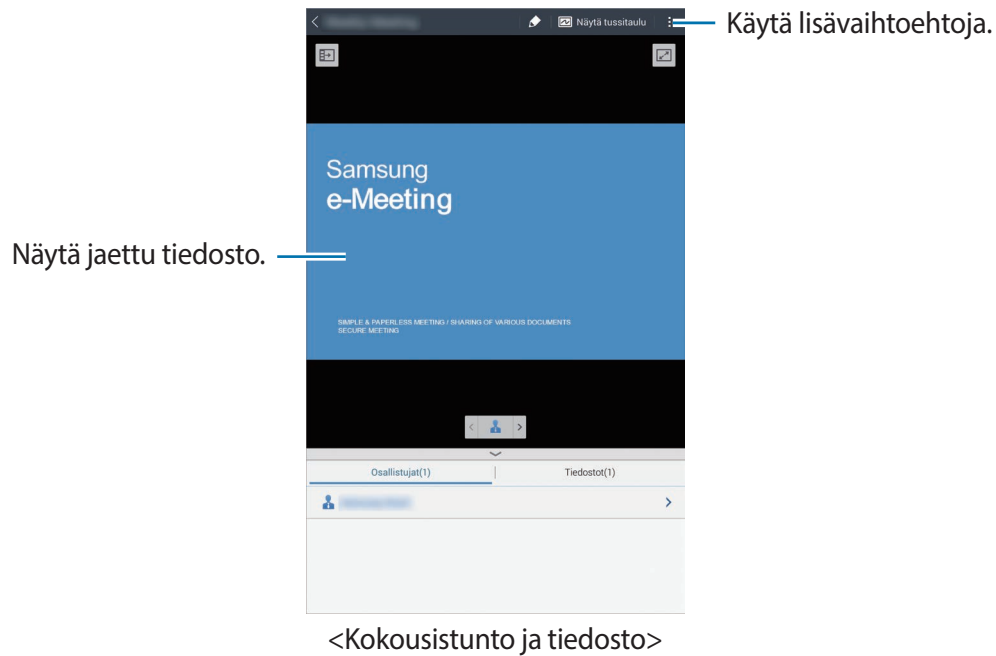 Näytä tussitaulu
Käytä lisävaihtoehtoja.
Samsung
e-Meeting
Näytä jaettu tiedosto.
SIMPLE & PAPERLESS MEETING / SHARING OF VARIOUS DOCUMENTS
SECURE MEETING
Osallistujat(1)
Tiedostot(1)
<Kokousistunto ja tiedosto>